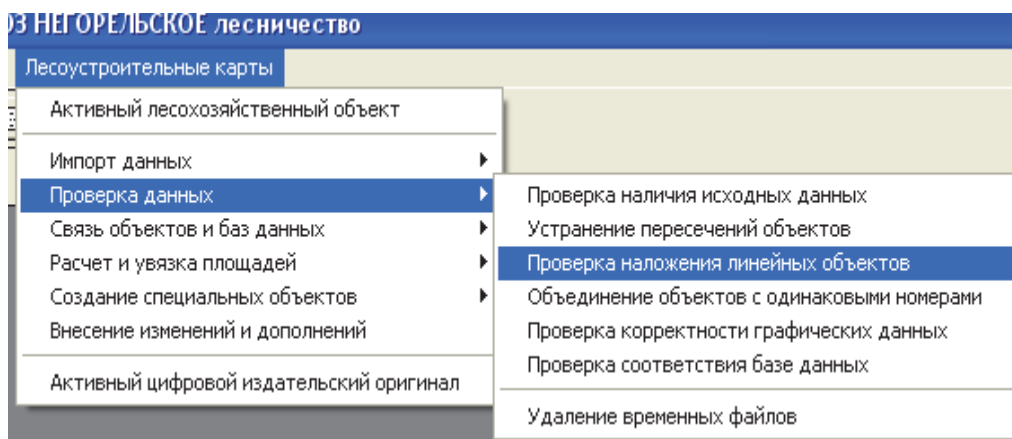 ОЗ НЕГОРЕЛЬСКОЕ лесничество
Лесоустроительные карты
Активный лесохозяйственный объект
Импорт данных
Проверка данных
Связь объектов и баз данных
Расчет и увязка площадей
Создание специальных объектов
Внесение изменений и дополнений
Активный цифровой издательский оригинал
Проверка наличия исходных данных
Устранение пересечений объектов
Проверка наложения линейных объектов
Объединение объектов с одинаковыми номерами
Проверка корректности графических данных
Проверка соответствия базе данных
Удаление временных файлов